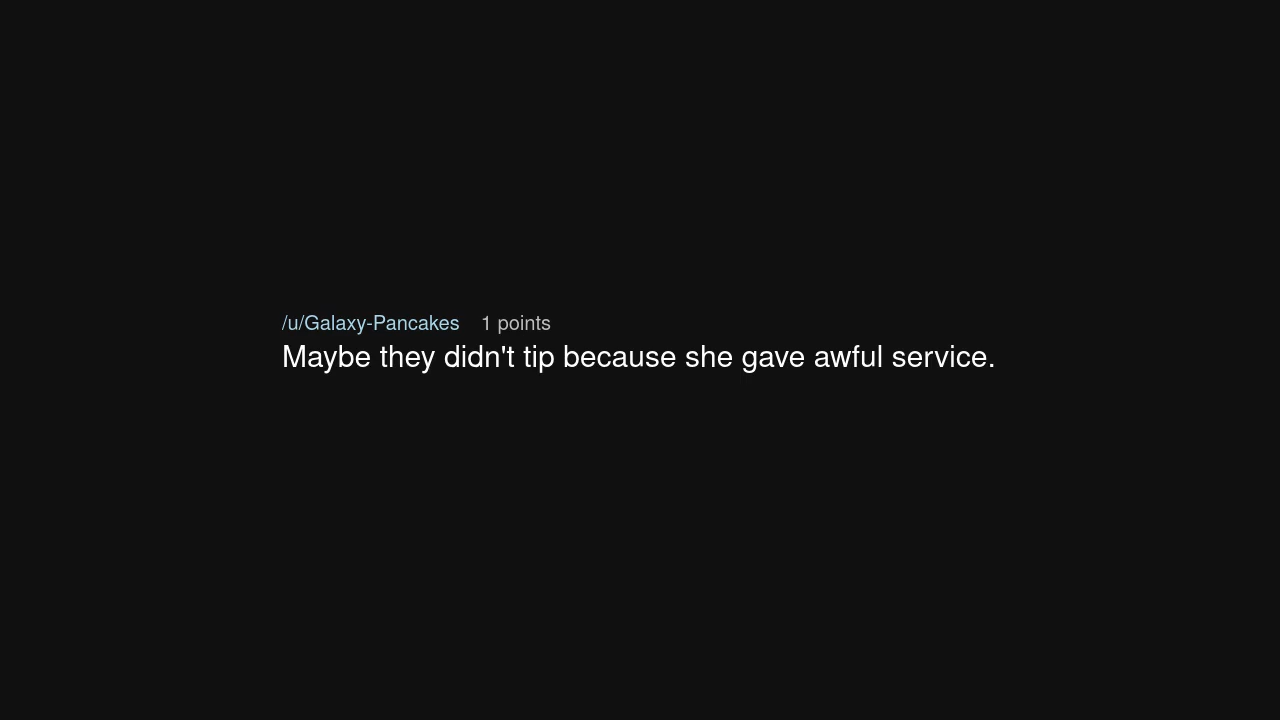 /u/Galaxy-Pancakes 1 points
Maybe they didn't tip because she gave awful service.